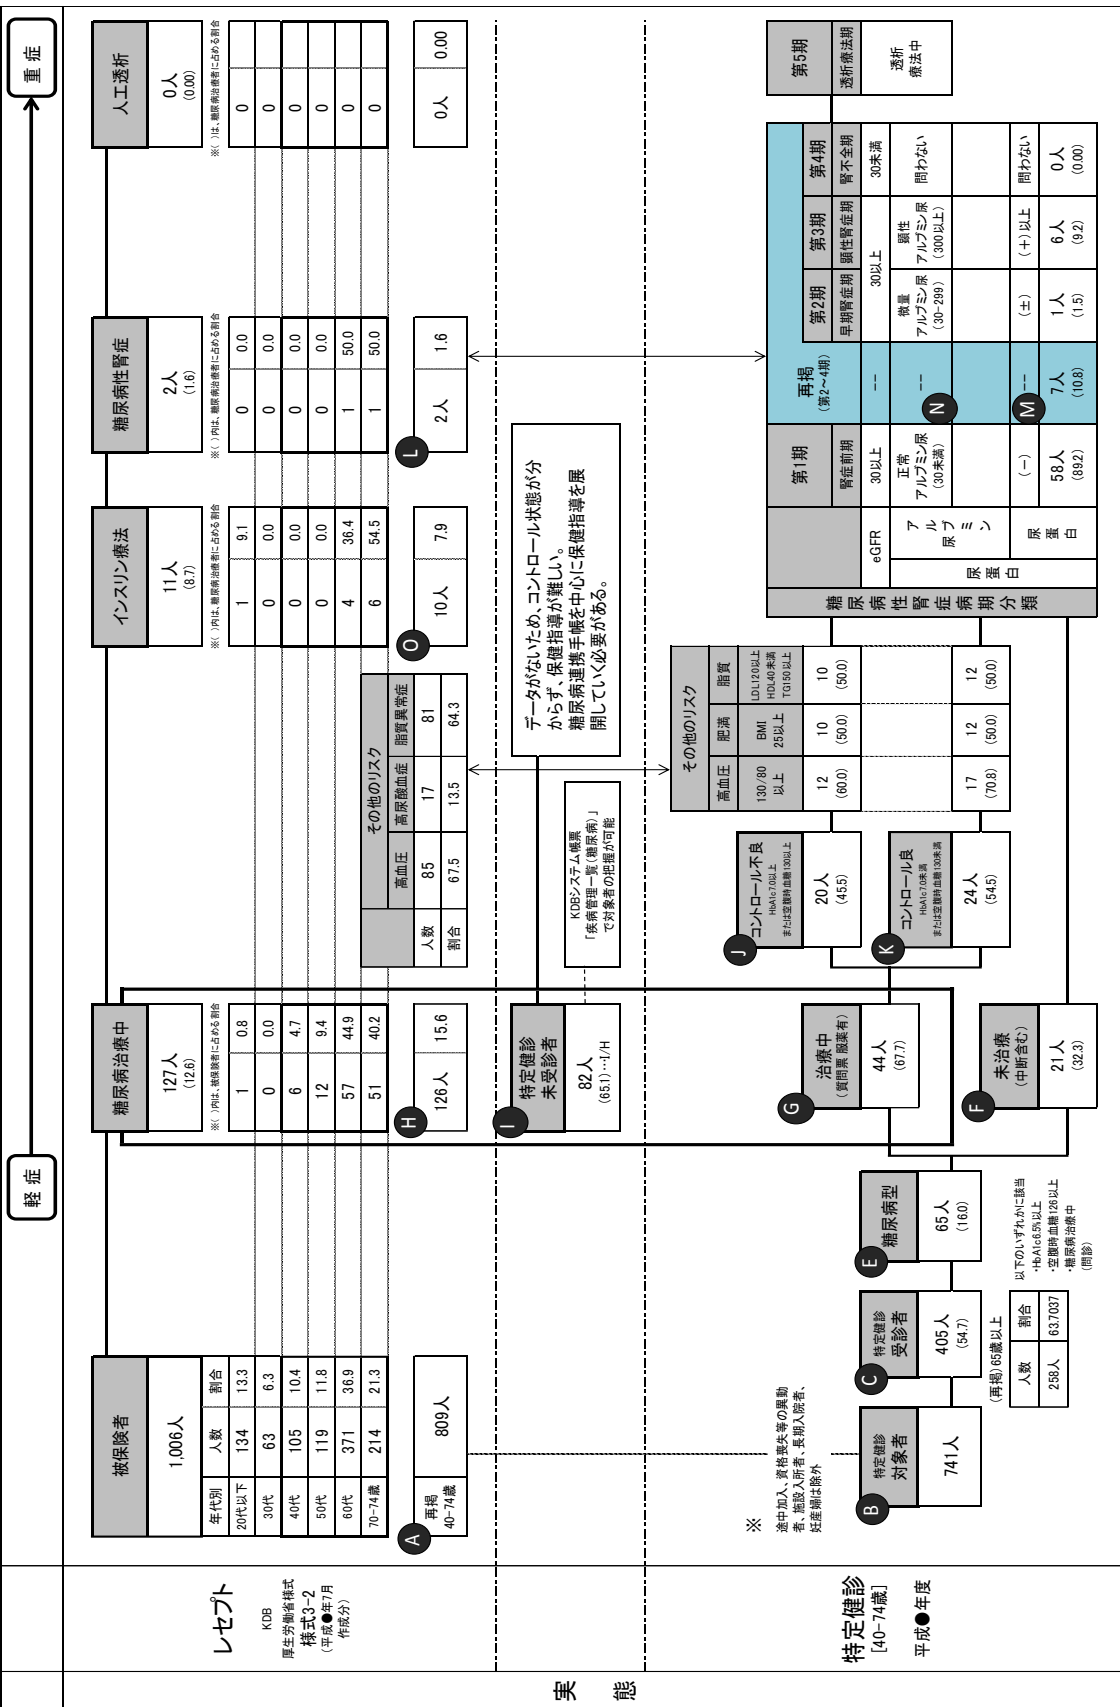 軽症
重症
実態
レセプト
KDB
厚生労働省様式
様式3-2
(平成●年7月
作成分)
被保険者
1,006人
年代別 人数 割合
20代以下 134 13.3
30代 63 6.3
40代 105 10.4
50代 119 11.8
60代 371 36.9
70-74歳 214 21.3
A
再掲
40-74歳
809人
糖尿病治療中
127人
(12.6)
※( )内は、被保険者に占める割合
1 0.8
0 0.0
6 4.7
12 9.4
57 44.9
51 40.2
H
126人 15.6
その他のリスク
高血圧 高尿酸血症 脂質異常症
人数 85 17 81
割合 67.5 13.5 64.3
インスリン療法
11人
(8.7)
※( )内は、糖尿病治療者に占める割合
1 9.1
0 0.0
0 0.0
0 0.0
4 36.4
6 54.5
O
10人 7.9
糖尿病性腎症
2人
(1.6)
※( )内は、糖尿病治療者に占める割合
0 0.0
0 0.0
0 0.0
0 0.0
1 50.0
1 50.0
L
2人 1.6
人工透析
0人
(0.00)
※( )は、糖尿病治療者に占める割合
0
0
0
0
0
0
0人 0.00
I
特定健診
未受診者
82人
(65.1)…I/H
KDBシステム帳票
「疾病管理一覧(糖尿病)」
で対象者の把握が可能
データがないため、コントロール状態が分
からず、保健指導が難しい。
糖尿病連携手帳を中心に保健指導を展
開していく必要がある。
特定健診
[40-74歳]
平成●年度
※
途中加入、資格喪失等の異動
者、施設入所者、長期入院者、
妊産婦は除外
B
特定健診
対象者
741人
C
特定健診
受診者
405人
(54.7)
(再掲)65歳以上
人数 割合
258人 63.7037
E
糖尿病型
65人
(16.0)
以下のいずれかに該当
・HbA1c6.5%以上
・空腹時血糖126以上
・糖尿病治療中
(問診)
G
治療中
(質問票 服薬有)
44人
(67.7)
F
未治療
(中断含む)
21人
(32.3)
J
コントロール不良
HbA1c7.0以上
または空腹時血糖130以上
20人
(45.5)
K
コントロール良
HbA1c7.0未満
または空腹時血糖130未満
24人
(54.5)
その他のリスク
高血圧 肥満 脂質
130/80
以上
BMI
25以上
LDL120以上
HDL40未満
TG150以上
12
(60.0)
10
(50.0)
10
(50.0)
17
(70.8)
12
(50.0)
12
(50.0)
糖尿病性腎症病期分類
eGFR
尿蛋白
尿アルブミン
尿蛋白
第1期
腎症前期
30以上
正常
アルブミン尿
(30未満)
(－)
58人
(89.2)
再掲
(第2～4期)
--
--
N
--
M
7人
(10.8)
第2期 第3期 第4期
早期腎症期 顕性腎症期 腎不全期
30以上 30未満
微量
アルブミン尿
(30-299)
顕性
アルブミン尿
(300以上)
問わない
(±) (＋)以上 問わない
1人
(1.5)
6人
(9.2)
0人
(0.00)
第5期
透析療法期
透析
療法中